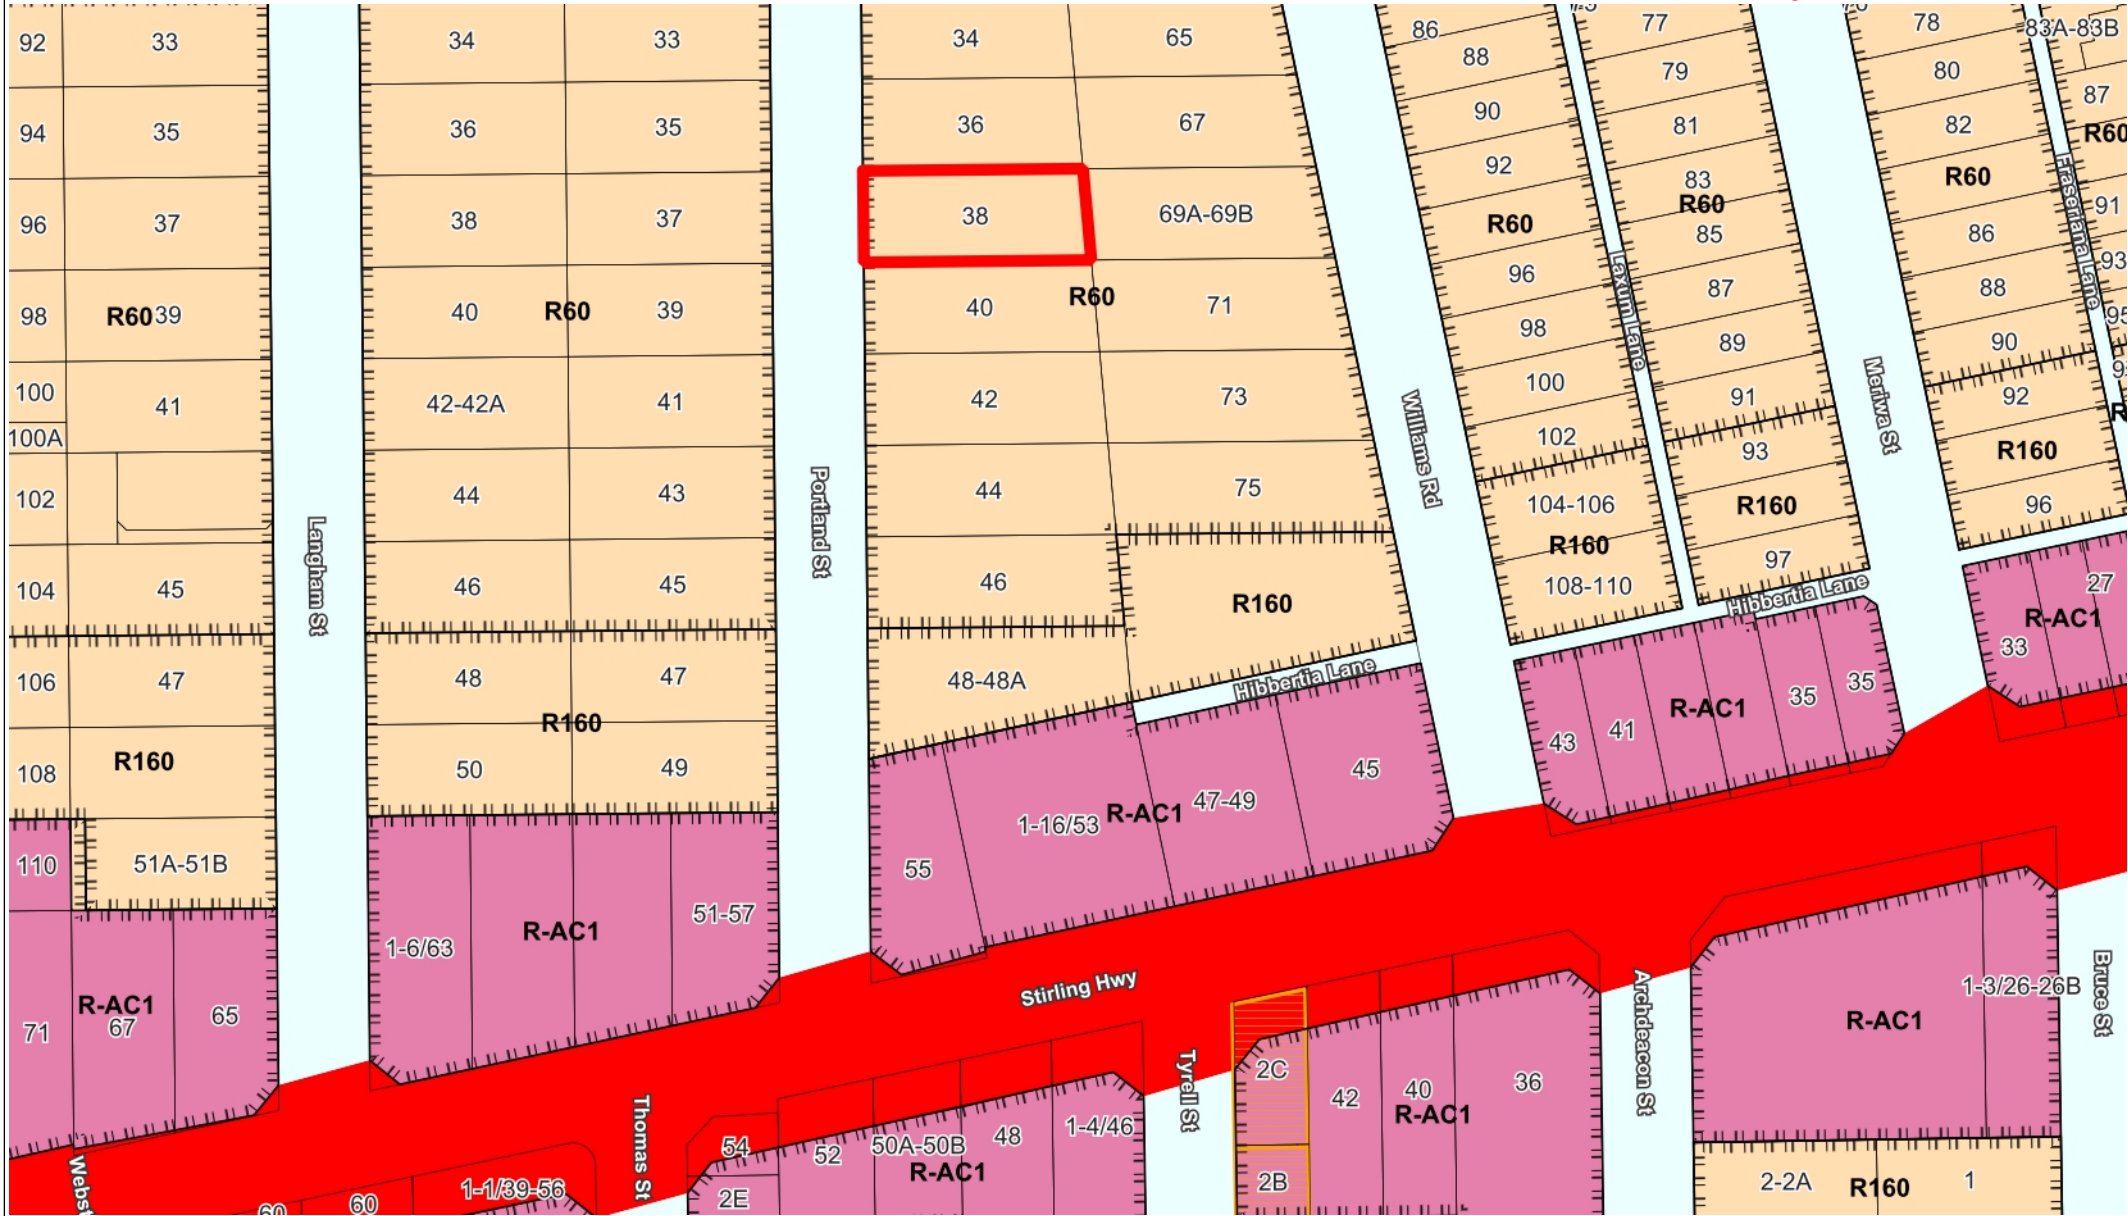 92
33
34
33
34
65
86
88
77
79
78
80
83A-83B
87
94
35
36
35
36
67
90
81
82
R60
92
83
R60
R60
Fraseriana Lane
96
37
38
37
38
69A-69B
R60
85
86
91
93
98
R60
39
40
R60
39
40
R60
71
96
Laxum Lane
87
88
98
89
90
100
41
42-42A
41
42
73
100
91
92
100A
102
Williams Rd
Meriwa St
93
R160
102
44
43
44
75
104-106
R160
96
Langham St
Portland St
R160
97
104
45
46
45
46
R160
108-110
Hibbertia Lane
27
R-AC1
33
106
47
48
47
48-48A
Hibbertia Lane
R160
R-AC1
35
35
43
41
108
R160
50
49
45
47-49
R-AC1
1-16/53
110
51A-51B
55
1-6/63
R-AC1
51-57
R-AC1
71
67
65
Stirling Hwy
Archdeacon St
1-3/26-26B
R-AC1
Bruce St
Tyrell St
2C
42
40
36
R-AC1
Thomas St
54
52
50A-50B
48
1-4/46
R-AC1
60
60
1-1/39-56
2E
2B
2-2A
R160
1